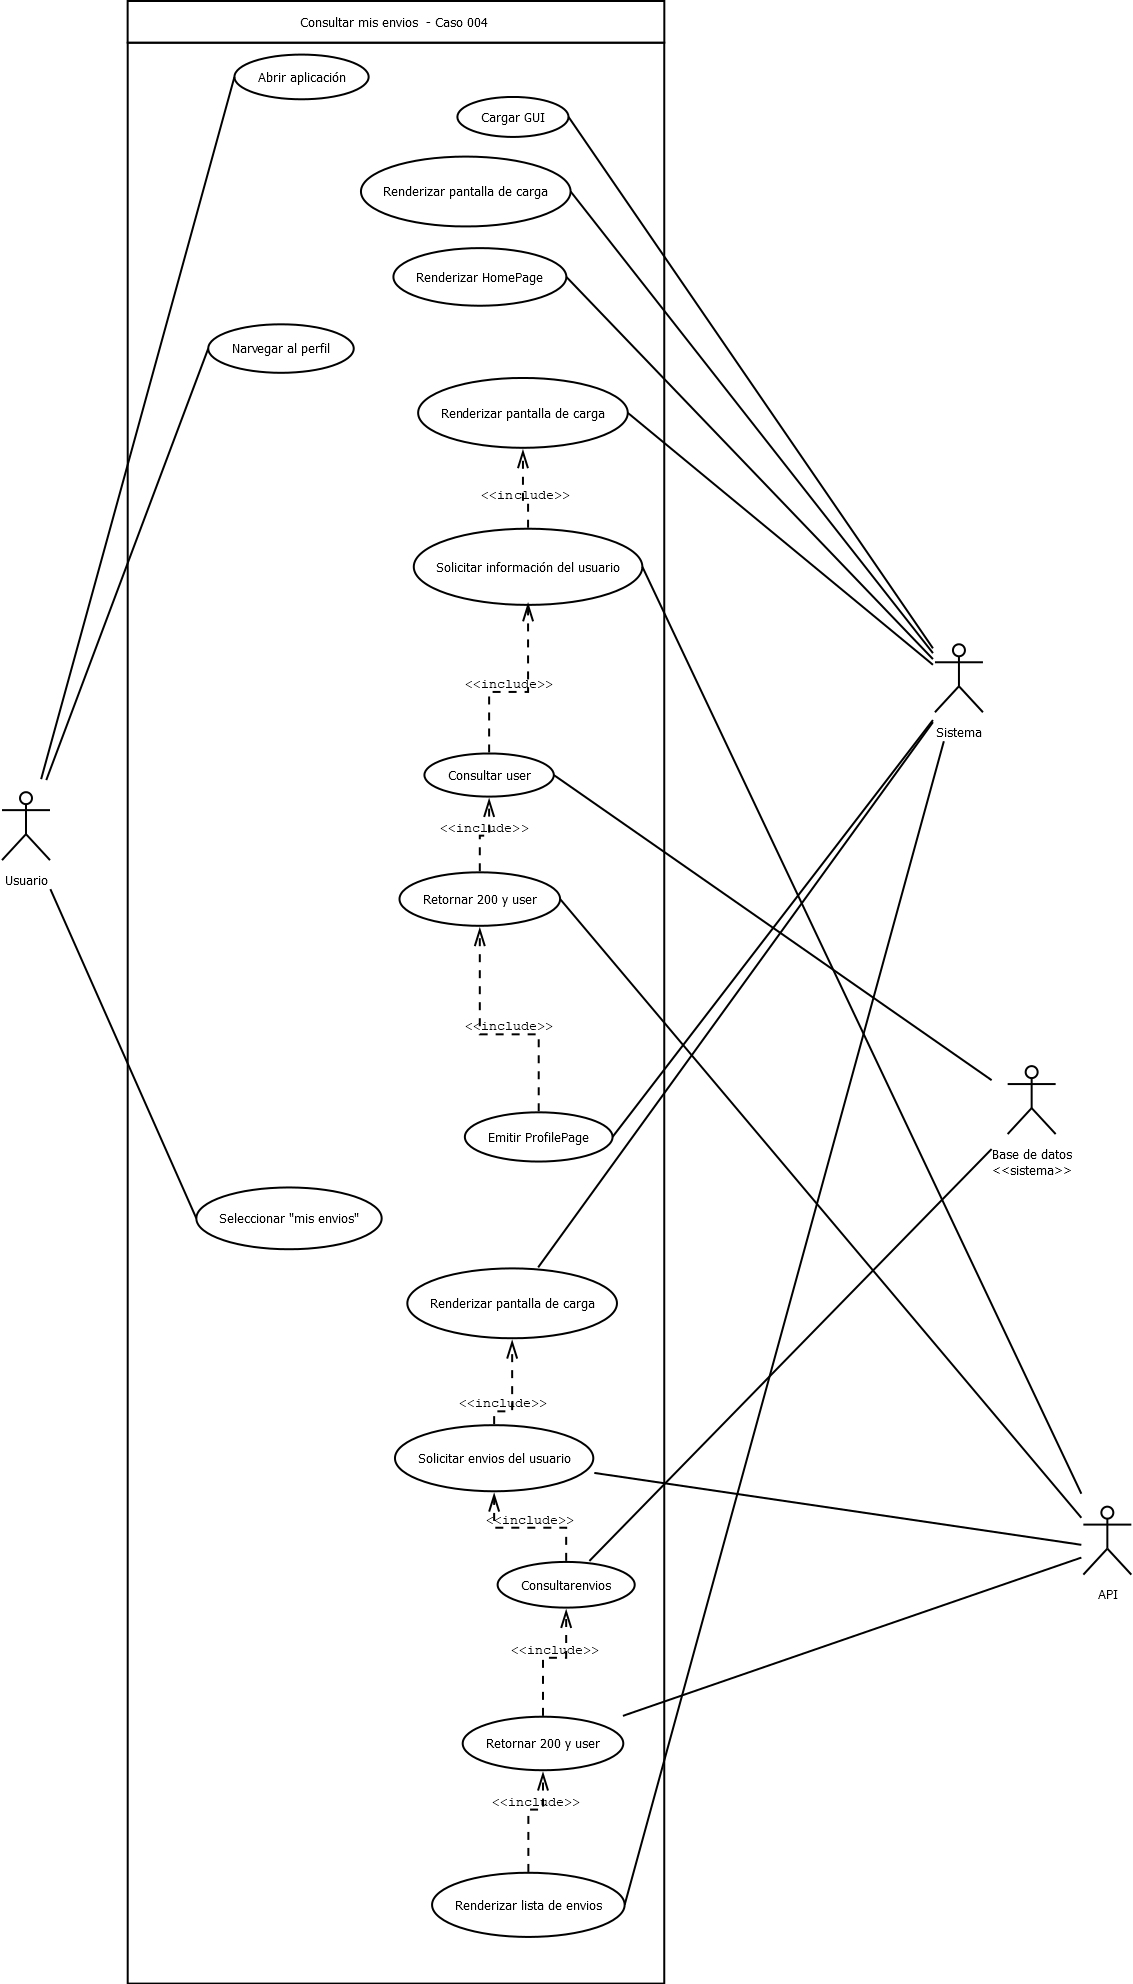 Consultar mis envios  - Caso 004
Abrir aplicación
Cargar GUI
Renderizar pantalla de carga
Renderizar HomePage
Narvegar al perfil
Renderizar pantalla de carga
<<include>>
Solicitar información del usuario
<<include>>
Sistema
Consultar user
<<include>>
Usuario
Retornar 200 y user
<<include>>
Emitir ProfilePage
Base de datos
<<sistema>>
Seleccionar "mis envios"
Renderizar pantalla de carga
<<include>>
Solicitar envios del usuario
<<include>>
Consultarenvios
API
<<include>>
Retornar 200 y user
<<include>>
Renderizar lista de envios